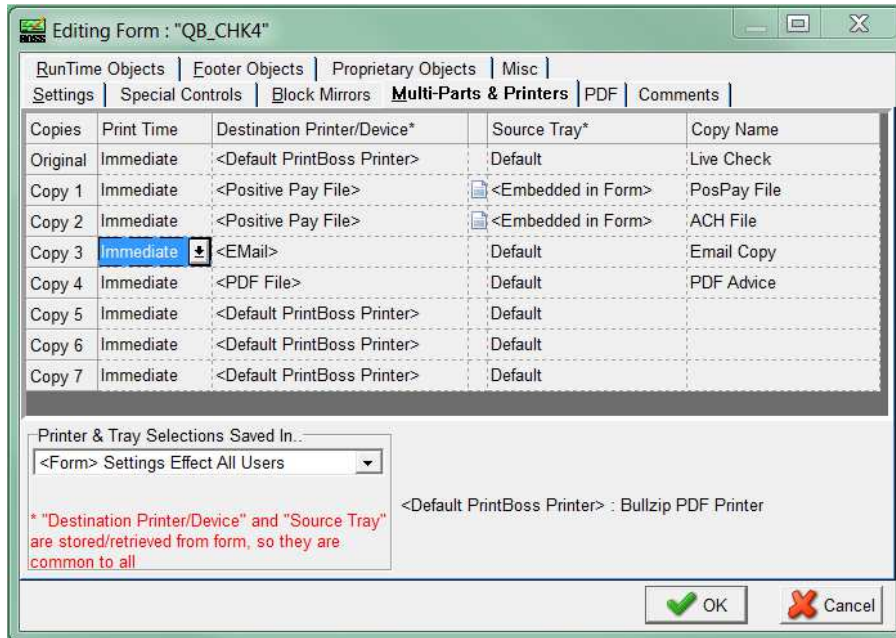 BOSS
Editing Form : "QB_CHK4"
RunTime Objects Footer Objects Proprietary Objects Misc
Settings Special Controls Block Mirrors Multi-Parts & Printers PDF Comments
Copies Print Time Destination Printer/Device* Source Tray* Copy Name
Original Immediate <Default PrintBoss Printer> Default Live Check
Copy 1 Immediate <Positive Pay File> <Embedded in Form> PosPay File
Copy 2 Immediate <Positive Pay File> <Embedded in Form> ACH File
Copy 3 Immediate <EMail> Default Email Copy
Copy 4 Immediate <PDF File> Default PDF Advice
Copy 5 Immediate <Default PrintBoss Printer> Default
Copy 6 Immediate <Default PrintBoss Printer> Default
Copy 7 Immediate <Default PrintBoss Printer> Default
Printer & Tray Selections Saved In..
<Form> Settings Effect All Users
* "Destination Printer/Device" and "Source Tray"
are stored/retrieved from form, so they are
common to all
<Default PrintBoss Printer> : Bullzip PDF Printer
OK Cancel